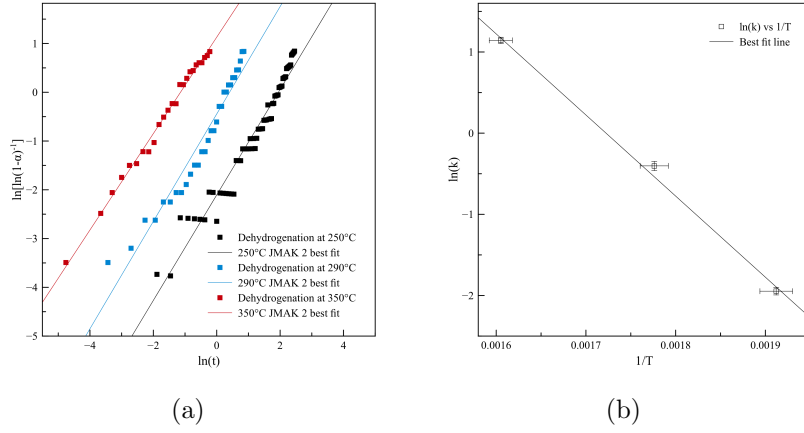 ln[ln(1-α)⁻¹]
1
0
−1
−2
−3
−4
−5
−4
−2
0
2
4
ln(t)
Dehydrogenation at 250°C
250°C JMAK 2 best fit
Dehydrogenation at 290°C
290°C JMAK 2 best fit
Dehydrogenation at 350°C
350°C JMAK 2 best fit
(a)
ln(k)
1
0
−1
−2
0.0016
0.0017
0.0018
0.0019
1/T
ln(k) vs 1/T
Best fit line
(b)